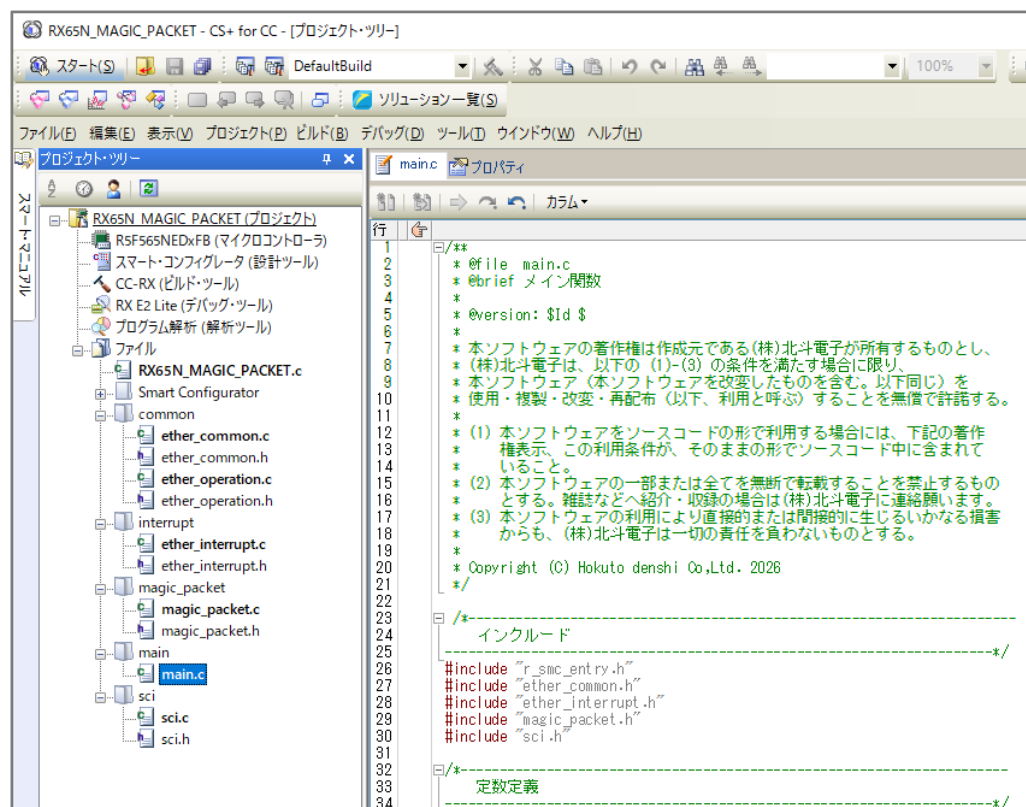 RX65N_MAGIC_PACKET - CS+ for CC - [プロジェクト・ツリー]
スタート(S) DefaultBuild 100%
ソリューション一覧(S)
ファイル(F) 編集(E) 表示(V) プロジェクト(P) ビルド(B) デバッグ(D) ツール(T) ウインドウ(W) ヘルプ(H)
スマート・マニュアル
プロジェクト・ツリー
RX65N_MAGIC_PACKET (プロジェクト)
R5F565NEDxFB (マイクロコントローラ)
スマート・コンフィグレータ (設計ツール)
CC-RX (ビルド・ツール)
RX E2 Lite (デバッグ・ツール)
プログラム解析 (解析ツール)
ファイル
RX65N_MAGIC_PACKET.c
Smart Configurator
common
ether_common.c
ether_common.h
ether_operation.c
ether_operation.h
interrupt
ether_interrupt.c
ether_interrupt.h
magic_packet
magic_packet.c
magic_packet.h
main
main.c
sci
sci.c
sci.h
main.c プロパティ
カラム
行
1 /**
2 * @file main.c
3 * @brief メイン関数
4 *
5 * @version: $Id $
6 *
7 * 本ソフトウェアの著作権は作成元である(株)北斗電子が所有するものとし、
8 * (株)北斗電子は、以下の (1)-(3) の条件を満たす場合に限り、
9 * 本ソフトウェア（本ソフトウェアを改変したものを含む。以下同じ）を
10 * 使用・複製・改変・再配布（以下、利用と呼ぶ）することを無償で許諾する。
11 *
12 * (1) 本ソフトウェアをソースコードの形で利用する場合には、下記の著作
13 * 権表示、この利用条件が、そのままの形でソースコード中に含まれて
14 * いること。
15 * (2) 本ソフトウェアの一部または全てを無断で転載することを禁止するもの
16 * とする。雑誌などへ紹介・収録の場合は(株)北斗電子に連絡願います。
17 * (3) 本ソフトウェアの利用により直接的または間接的に生じるいかなる損害
18 * からも、(株)北斗電子は一切の責任を負わないものとする。
19 *
20 * Copyright (C) Hokuto denshi Co,Ltd. 2026
21 */
22
23 /*----------------------------------------------------------------------
24 インクルード
25 ----------------------------------------------------------------------*/
26 #include "r_smc_entry.h"
27 #include "ether_common.h"
28 #include "ether_interrupt.h"
29 #include "magic_packet.h"
30 #include "sci.h"
31
32 /*----------------------------------------------------------------------
33 定数定義
34 ----------------------------------------------------------------------*/